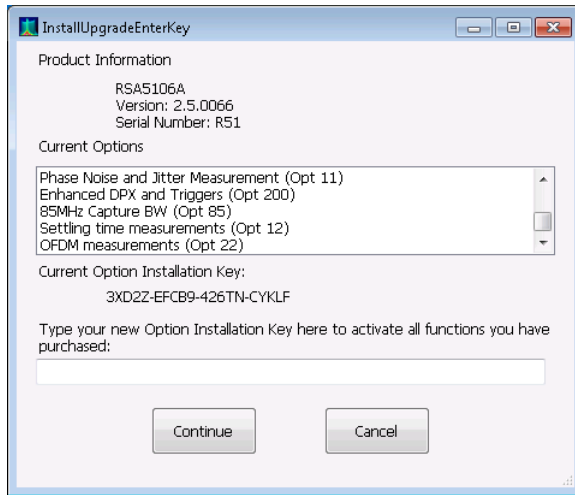 InstallUpgradeEnterKey
Product Information
RSA5106A
Version: 2.5.0066
Serial Number: R51
Current Options
Phase Noise and Jitter Measurement (Opt 11)
Enhanced DPX and Triggers (Opt 200)
85MHz Capture BW (Opt 85)
Settling time measurements (Opt 12)
OFDM measurements (Opt 22)
Current Option Installation Key:
3XD2Z-EFCB9-426TN-CYKLF
Type your new Option Installation Key here to activate all functions you have
purchased:
Continue
Cancel